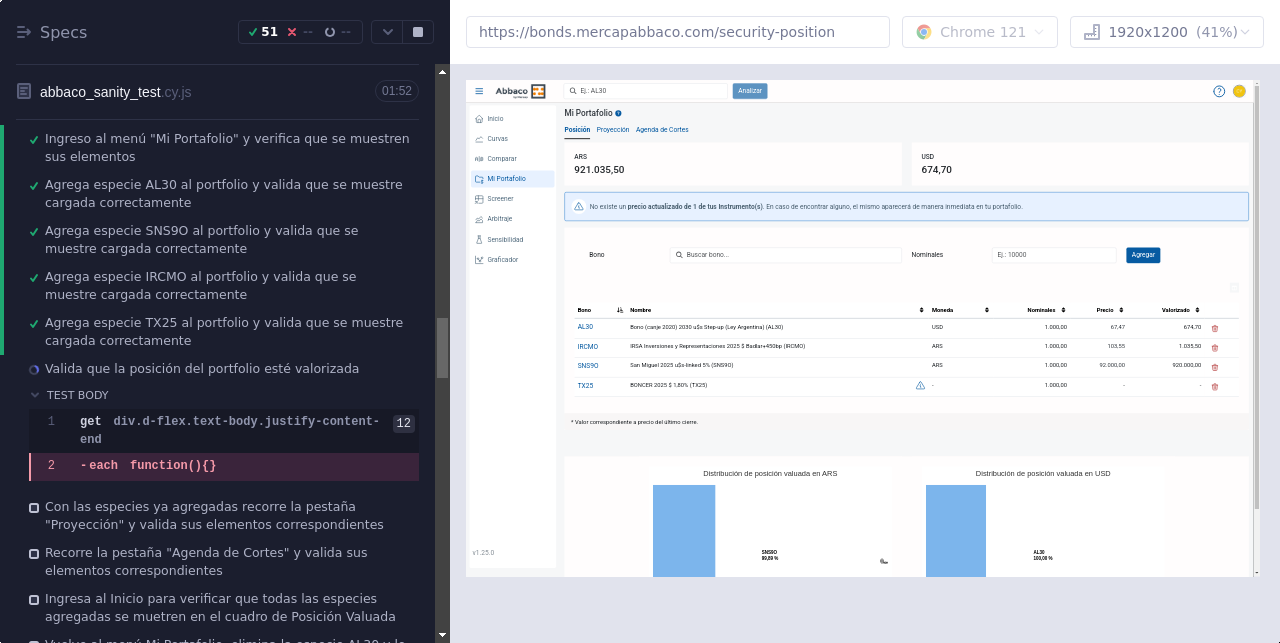 Specs
51
--
--
https://bonds.mercapabbaco.com/security-position
Chrome 121
1920x1200 (41%)
abbaco_sanity_test.cy.js
01:52
Ingreso al menú "Mi Portafolio" y verifica que se muestren
sus elementos
Agrega especie AL30 al portfolio y valida que se muestre
cargada correctamente
Agrega especie SNS9O al portfolio y valida que se
muestre cargada correctamente
Agrega especie IRCMO al portfolio y valida que se
muestre cargada correctamente
Agrega especie TX25 al portfolio y valida que se muestre
cargada correctamente
Valida que la posición del portfolio esté valorizada
TEST BODY
1 get div.d-flex.text-body.justify-content-
end
12
2 -each function(){}
Con las especies ya agregadas recorre la pestaña
"Proyección" y valida sus elementos correspondientes
Recorre la pestaña "Agenda de Cortes" y valida sus
elementos correspondientes
Ingresa al Inicio para verificar que todas las especies
agregadas se muetren en el cuadro de Posición Valuada
Vuelve al menú Mi Portafolio, elimina la especie AL30 y la
Abbaco
Ej.: AL30
Analizar
Inicio
Curvas
Comparar
Mi Portafolio
Screener
Arbitraje
Sensibilidad
Graficador
v1.25.0
Mi Portafolio
Posición Proyección Agenda de Cortes
ARS
921.035,50
USD
674,70
No existe un precio actualizado de 1 de tus instrumento(s). En caso de encontrar alguno, el mismo aparecerá de manera inmediata en tu portafolio.
Bono
Buscar bono...
Nominales
Ej.: 10000
Agregar
Bono Nombre Moneda Nominales Precio Valorizado
AL30 Bono (canje 2020) 2030 u$s Step-up (Ley Argentina) (AL30) USD 1.000,00 67,47 674,70
IRCMO IRSA Inversiones y Representaciones 2025 $ Badlar+450bp (IRCMO) ARS 1.000,00 103,55 1.035,50
SNS9O San Miguel 2025 u$s-linked 5% (SNS9O) ARS 1.000,00 92.000,00 920.000,00
TX25 BONCER 2025 $ 1.80% (TX25) - 1.000,00 - -
* Valor correspondiente a precio del último cierre.
Distribución de posición valuada en ARS
SNS9O
99,89 %
Distribución de posición valuada en USD
AL30
100,00 %